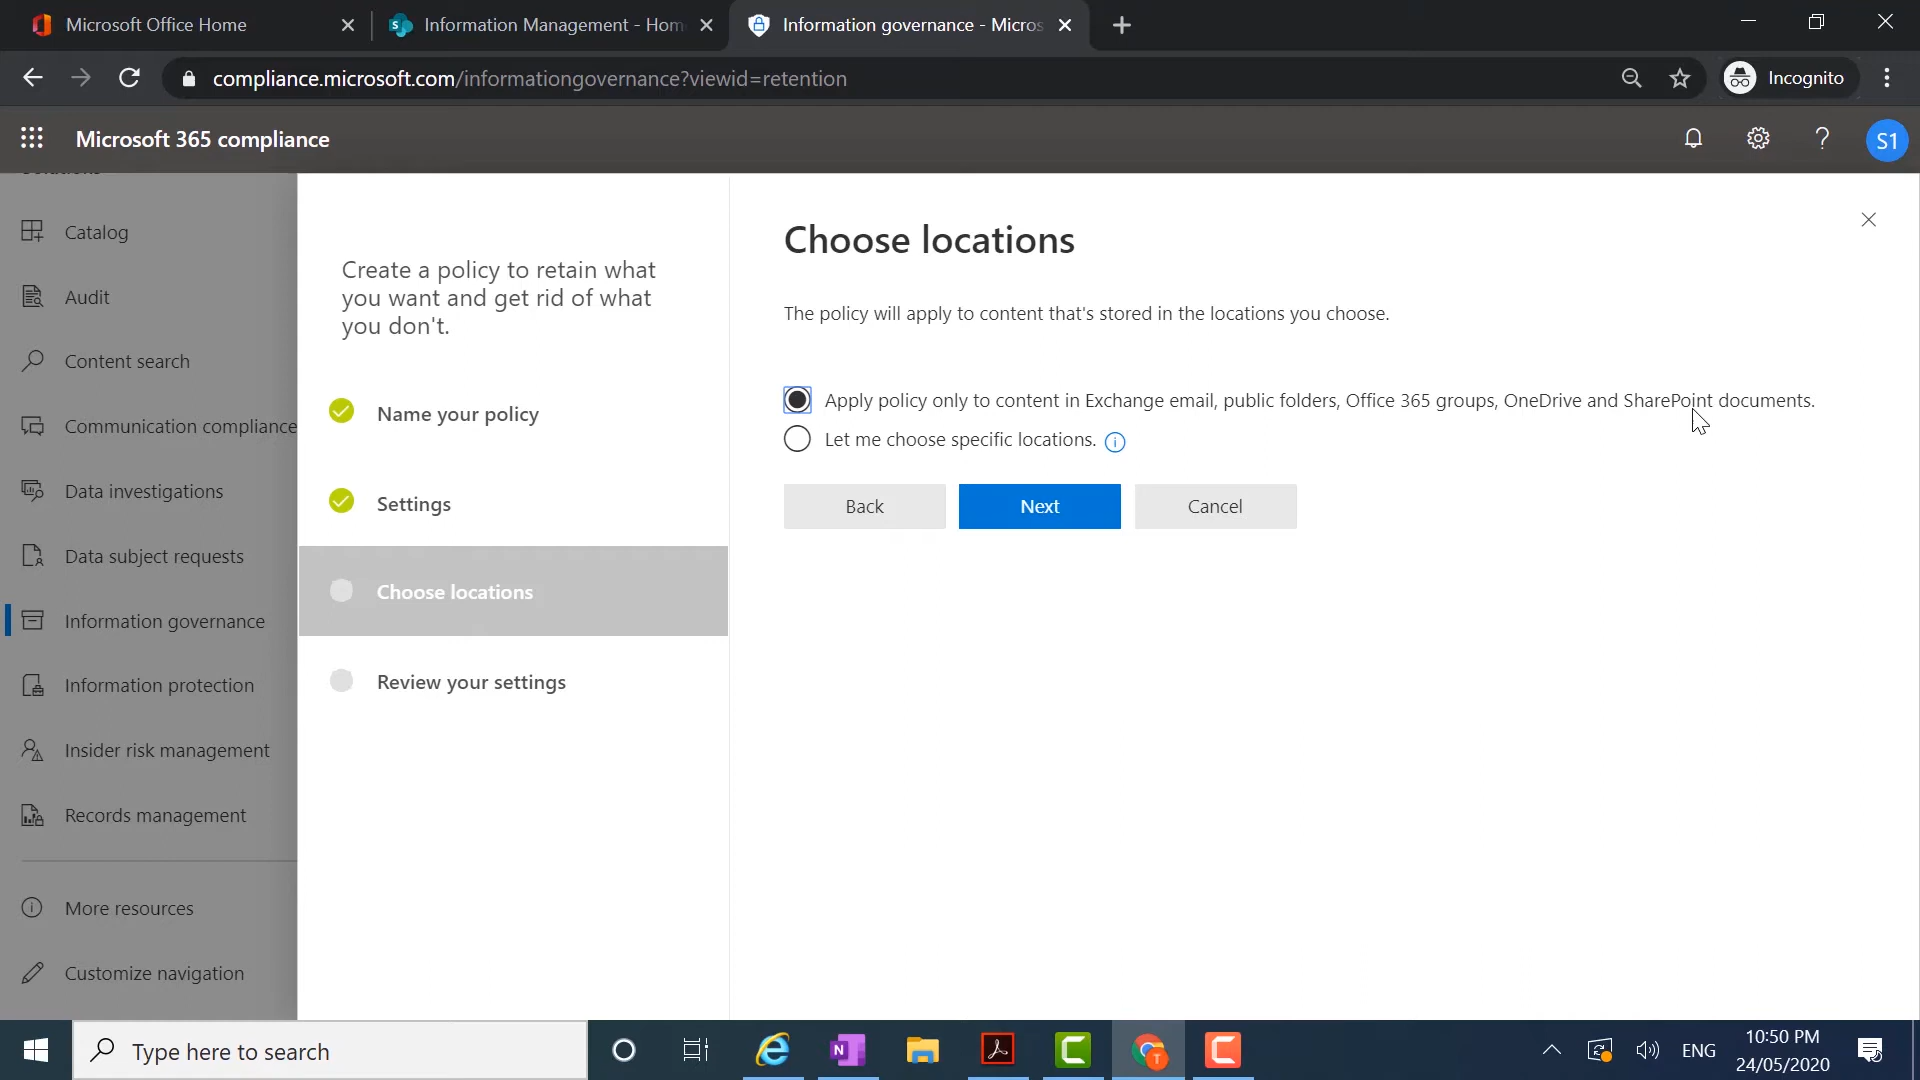 Microsoft Office Home
Information Management - Hom
Information governance - Micros
compliance.microsoft.com/informationgovernance?viewid=retention
Incognito
Microsoft 365 compliance
S1
Catalog
Audit
Content search
Communication compliance
Data investigations
Data subject requests
Information governance
Information protection
Insider risk management
Records management
More resources
Customize navigation
Create a policy to retain what
you want and get rid of what
you don't.
Name your policy
Settings
Choose locations
Review your settings
Choose locations
The policy will apply to content that's stored in the locations you choose.
Apply policy only to content in Exchange email, public folders, Office 365 groups, OneDrive and SharePoint documents.
Let me choose specific locations.
Back
Next
Cancel
Type here to search
ENG
10:50 PM
24/05/2020